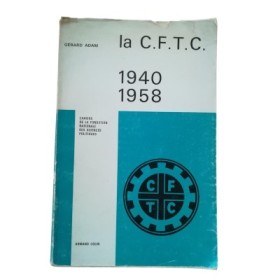 GÉRARD ADAM
la C.F.T.C.
1940
1958
CAHIERS
DE LA FONDATION
NATIONALE
DES SCIENCES
POLITIQUES
C F
T C
ARMAND COLIN